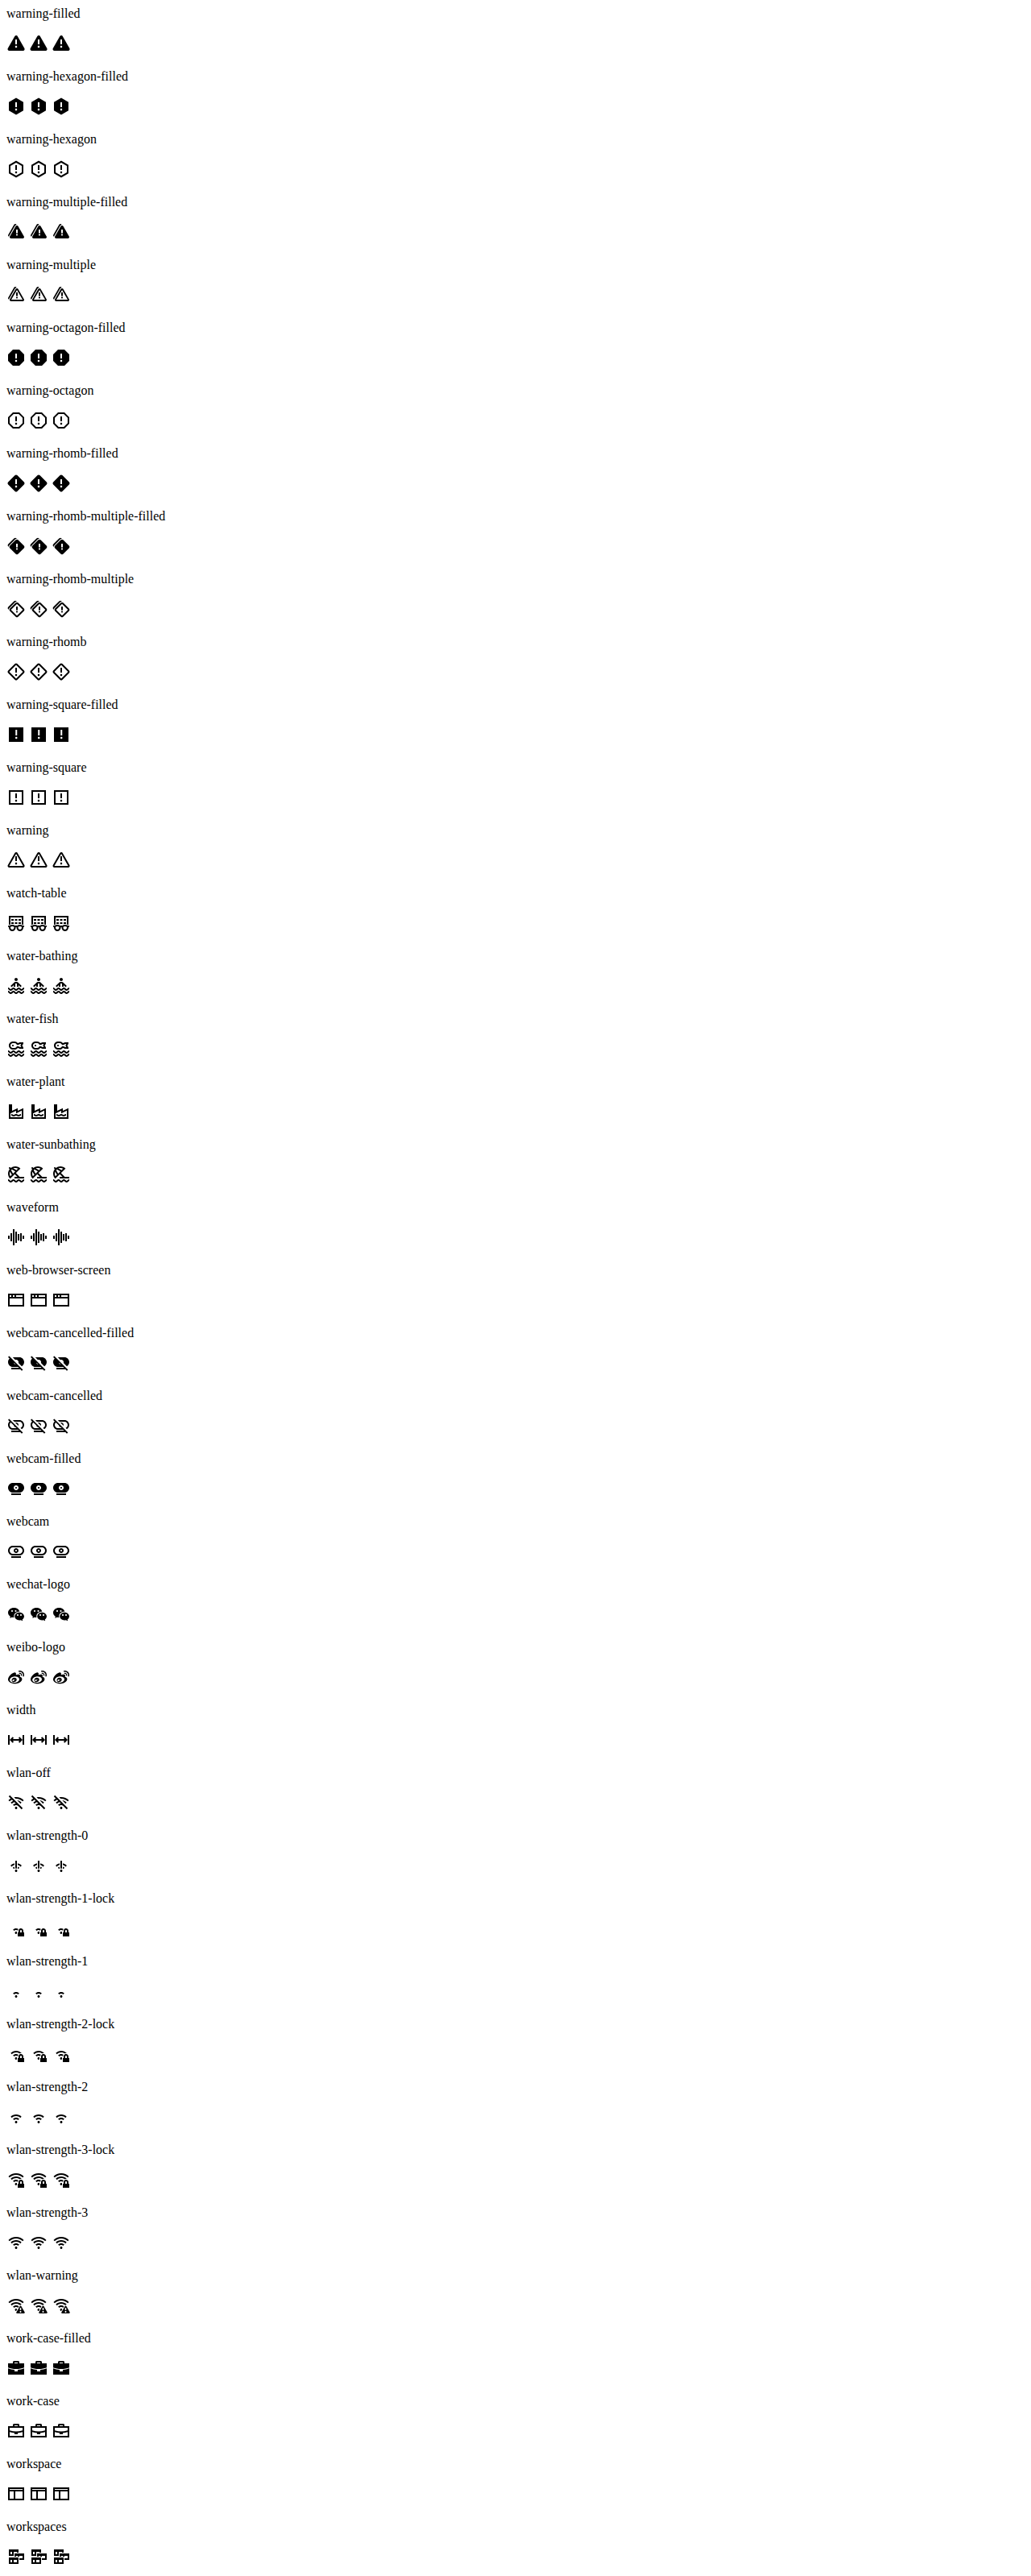 warning-filled
warning-hexagon-filled
warning-hexagon
warning-multiple-filled
warning-multiple
warning-octagon-filled
warning-octagon
warning-rhomb-filled
warning-rhomb-multiple-filled
warning-rhomb-multiple
warning-rhomb
warning-square-filled
warning-square
warning
watch-table
water-bathing
water-fish
water-plant
water-sunbathing
waveform
web-browser-screen
webcam-cancelled-filled
webcam-cancelled
webcam-filled
webcam
wechat-logo
weibo-logo
width
wlan-off
wlan-strength-0
wlan-strength-1-lock
wlan-strength-1
wlan-strength-2-lock
wlan-strength-2
wlan-strength-3-lock
wlan-strength-3
wlan-warning
work-case-filled
work-case
workspace
workspaces